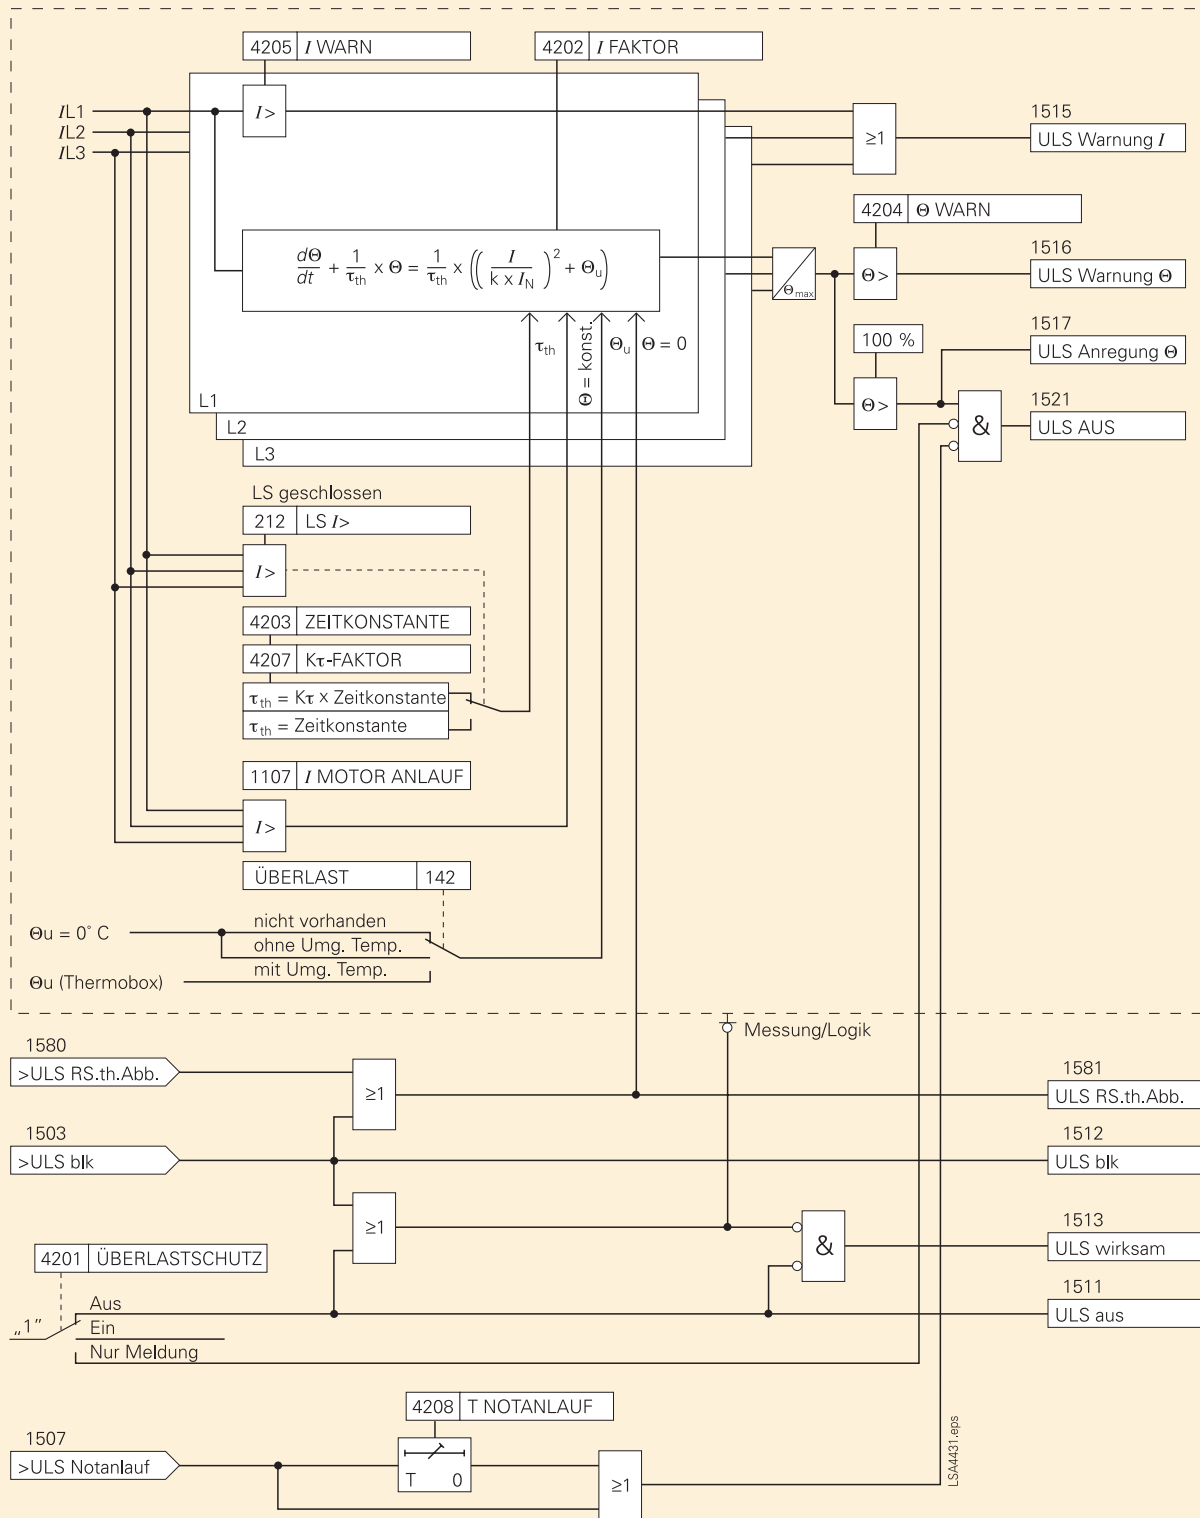 4205 I WARN
4202 I FAKTOR
IL1
IL2
IL3
I>
≥1
1515
ULS Warnung I
4204 Θ WARN
dΘ/dt + 1/τth x Θ = 1/τth x ((I / k x IN)² + Θu)
Θmax
Θ>
1516
ULS Warnung Θ
τth
Θ = konst.
Θu
Θ = 0
100 %
1517
ULS Anregung Θ
Θ>
&
1521
ULS AUS
L1
L2
L3
LS geschlossen
212 LS I>
I>
4203 ZEITKONSTANTE
4207 Kτ-FAKTOR
τth = Kτ x Zeitkonstante
τth = Zeitkonstante
1107 I MOTOR ANLAUF
I>
ÜBERLAST 142
Θu = 0° C
nicht vorhanden
ohne Umg. Temp.
mit Umg. Temp.
Θu (Thermobox)
Messung/Logik
1580
>ULS RS.th.Abb.
≥1
1581
ULS RS.th.Abb.
1503
>ULS blk
1512
ULS blk
≥1
&
1513
ULS wirksam
4201 ÜBERLASTSCHUTZ
1511
ULS aus
„1”
Aus
Ein
Nur Meldung
4208 T NOTANLAUF
1507
>ULS Notanlauf
T 0
≥1
LSA4431.eps